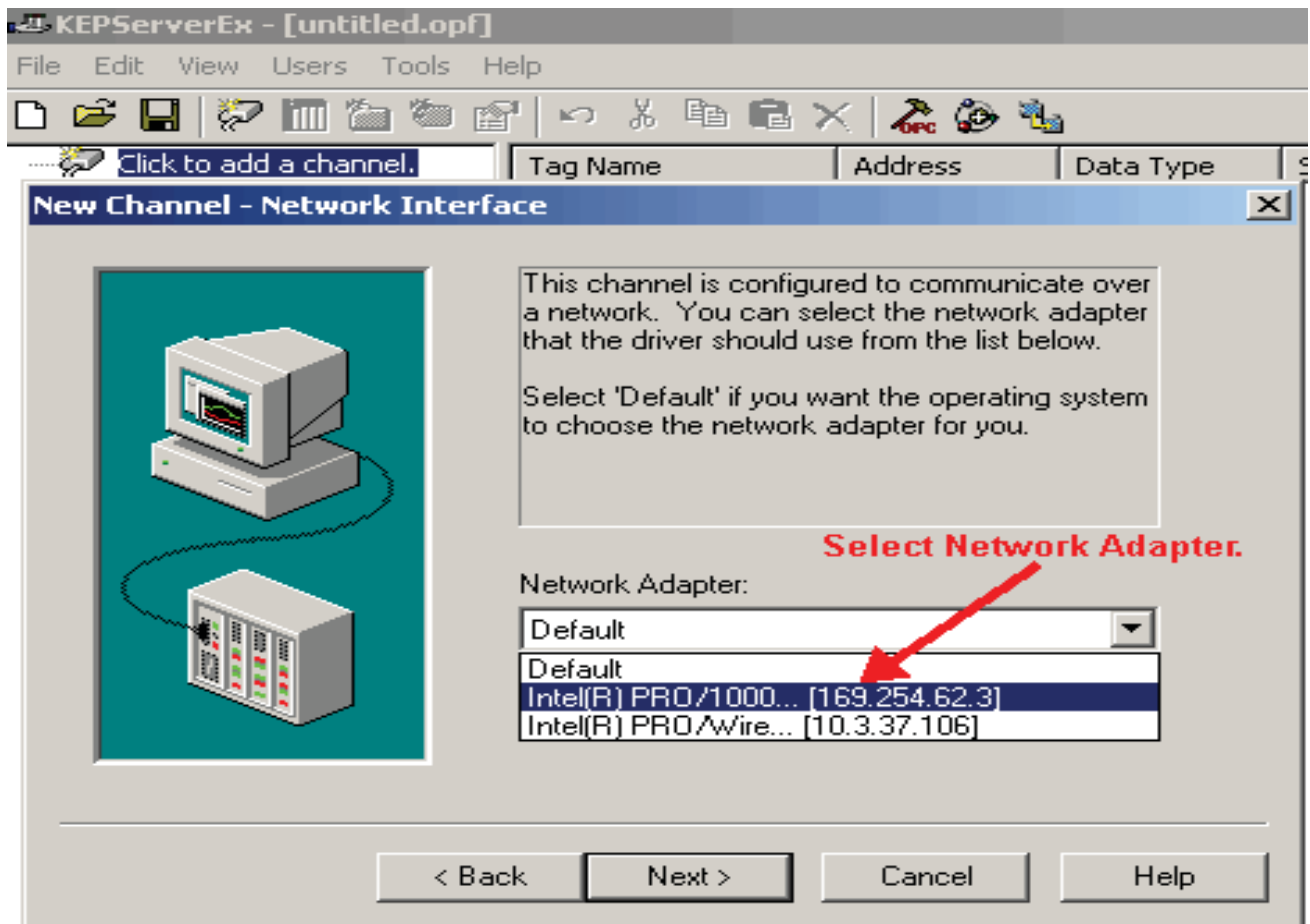 KEPServerEx - [untitled.opf]
File Edit View Users Tools Help
OPC
Click to add a channel.
Tag Name Address Data Type S
New Channel - Network Interface
This channel is configured to communicate over
a network. You can select the network adapter
that the driver should use from the list below.
Select 'Default' if you want the operating system
to choose the network adapter for you.
Select Network Adapter.
Network Adapter:
Default
Default
Intel(R) PRO/1000... [169.254.62.3]
Intel(R) PRO/Wire... [10.3.37.106]
< Back Next > Cancel Help